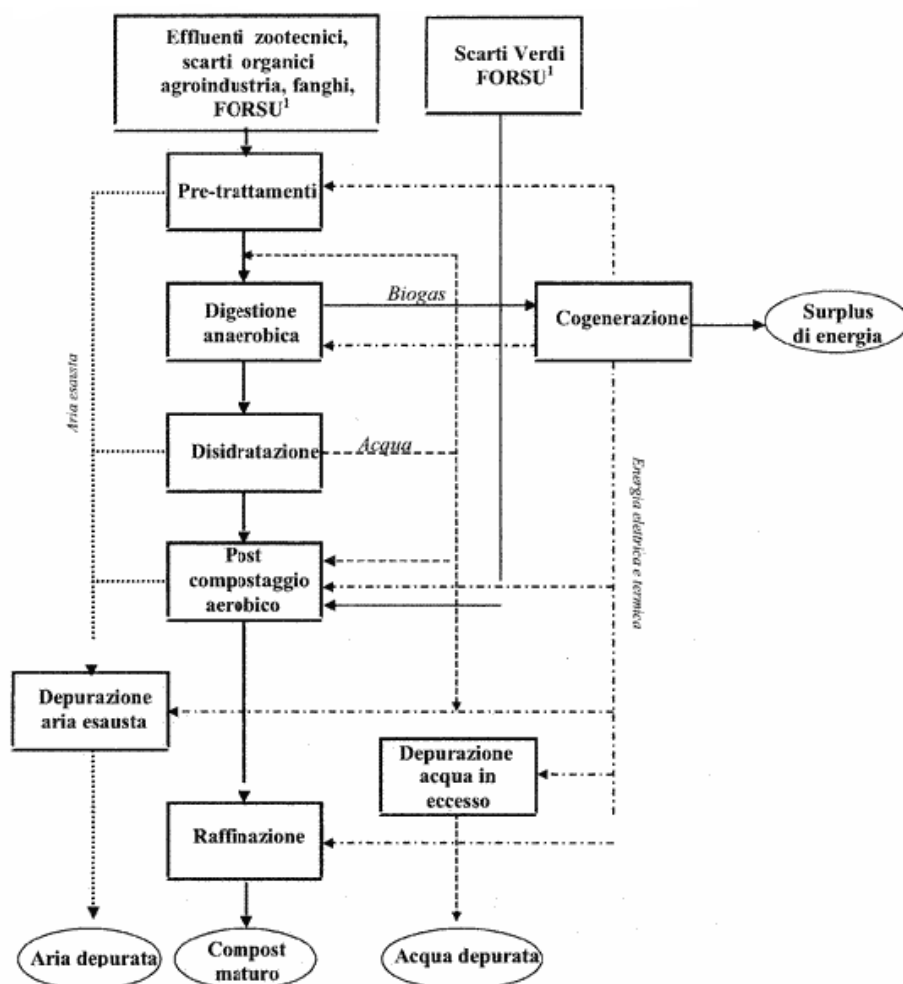 Effluenti zootecnici,
scarti organici
agroindustria, fanghi,
FORSU¹
Scarti Verdi
FORSU¹
Pre-trattamenti
Biogas
Digestione
anaerobica
Cogenerazione
Surplus
di energia
Aria esausta
Disidratazione
Acqua
Energia elettrica e termica
Post
compostaggio
aerobico
Depurazione
aria esausta
Depurazione
acqua in
eccesso
Raffinazione
Aria depurata
Compost
maturo
Acqua depurata